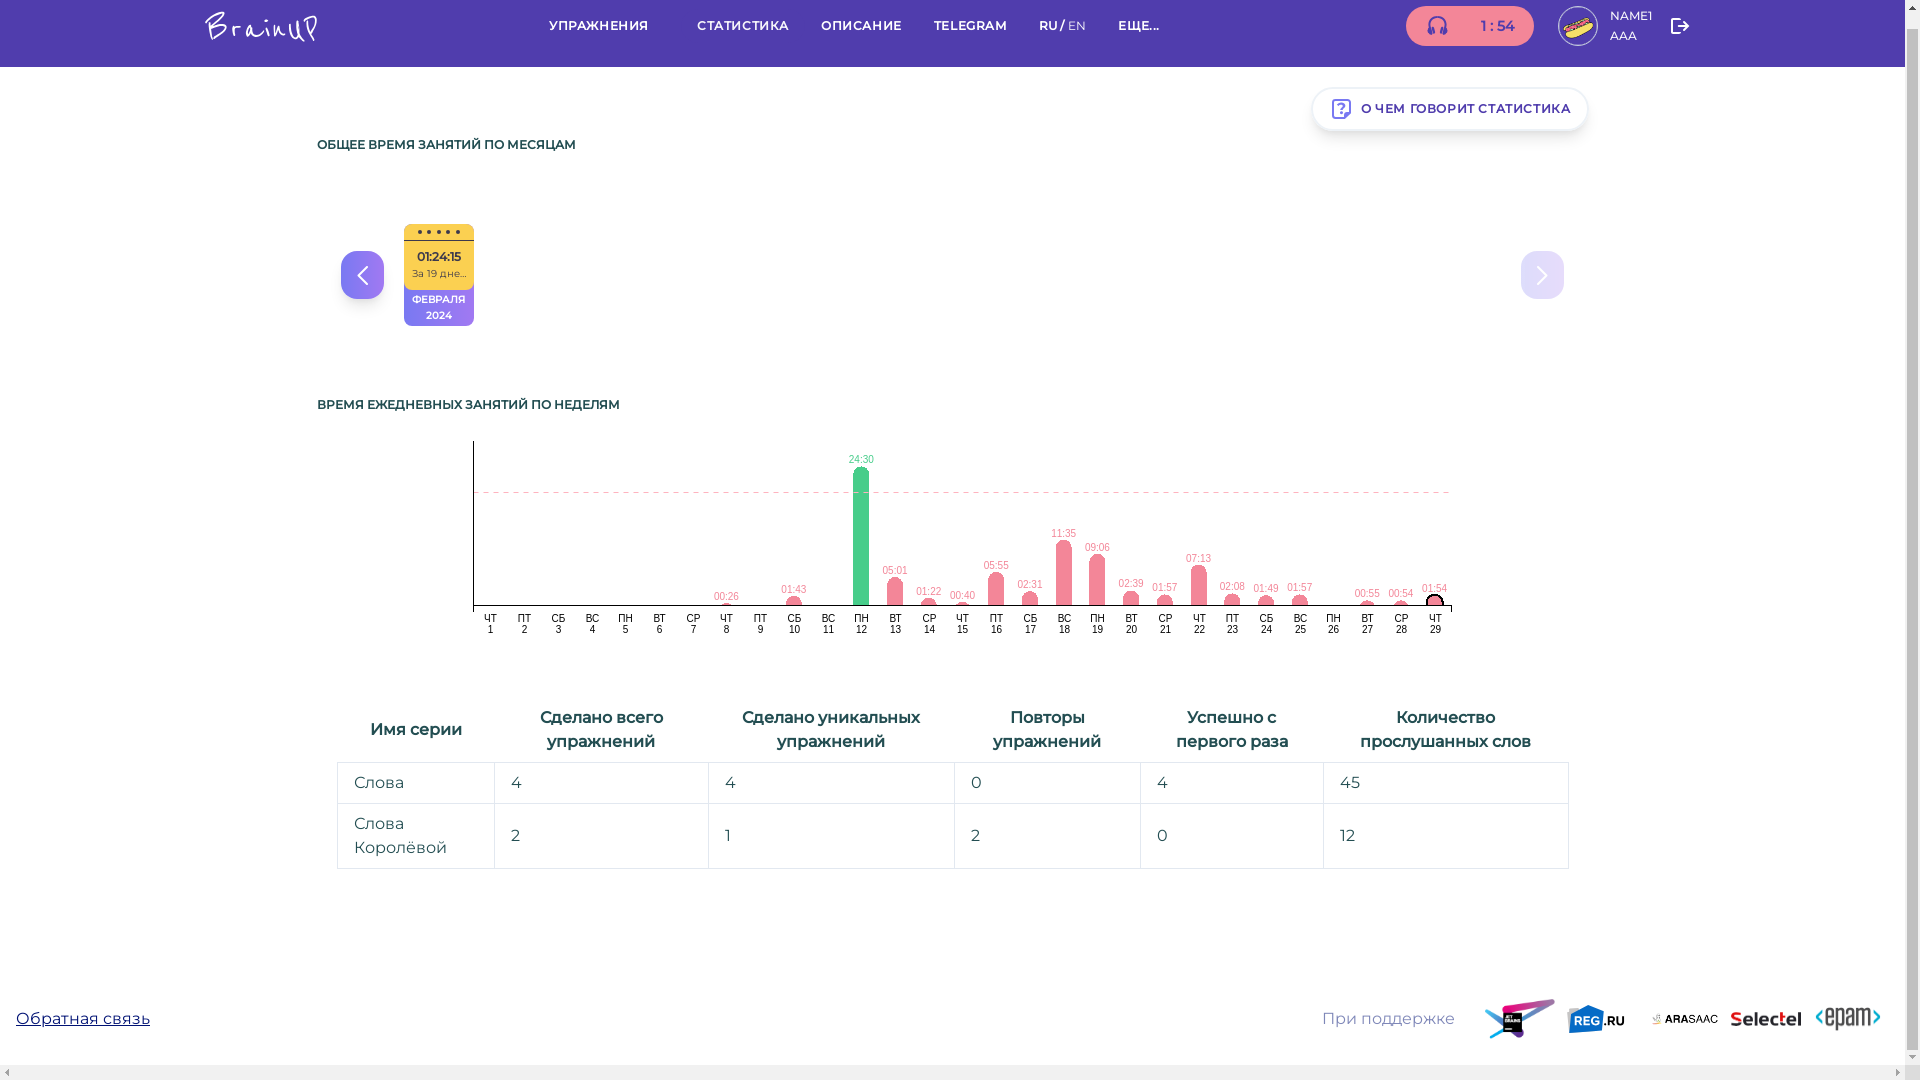 BrainUP
УПРАЖНЕНИЯ СТАТИСТИКА ОПИСАНИЕ TELEGRAM RU / EN ЕЩЕ...
1 : 54
NAME1
AAA
О ЧЕМ ГОВОРИТ СТАТИСТИКА
ОБЩЕЕ ВРЕМЯ ЗАНЯТИЙ ПО МЕСЯЦАМ
01:24:15
За 19 дне...
ФЕВРАЛЯ
2024
ВРЕМЯ ЕЖЕДНЕВНЫХ ЗАНЯТИЙ ПО НЕДЕЛЯМ
00:26 01:43 24:30 05:01 01:22 00:40 05:55 02:31 11:35 09:06 02:39 01:57 07:13 02:08 01:49 01:57 00:55 00:54 01:54
ЧТ ПТ СБ ВС ПН ВТ СР ЧТ ПТ СБ ВС ПН ВТ СР ЧТ ПТ СБ ВС ПН ВТ СР ЧТ ПТ СБ ВС ПН ВТ СР ЧТ
1 2 3 4 5 6 7 8 9 10 11 12 13 14 15 16 17 18 19 20 21 22 23 24 25 26 27 28 29
Имя серии
Сделано всего
упражнений
Сделано уникальных
упражнений
Повторы
упражнений
Успешно с
первого раза
Количество
прослушанных слов
Слова 4 4 0 4 45
Слова
Королёвой
2 1 2 0 12
Обратная связь
При поддержке
JET
BRAINS
REG.RU
ARASAAC
Selectel
<epam>